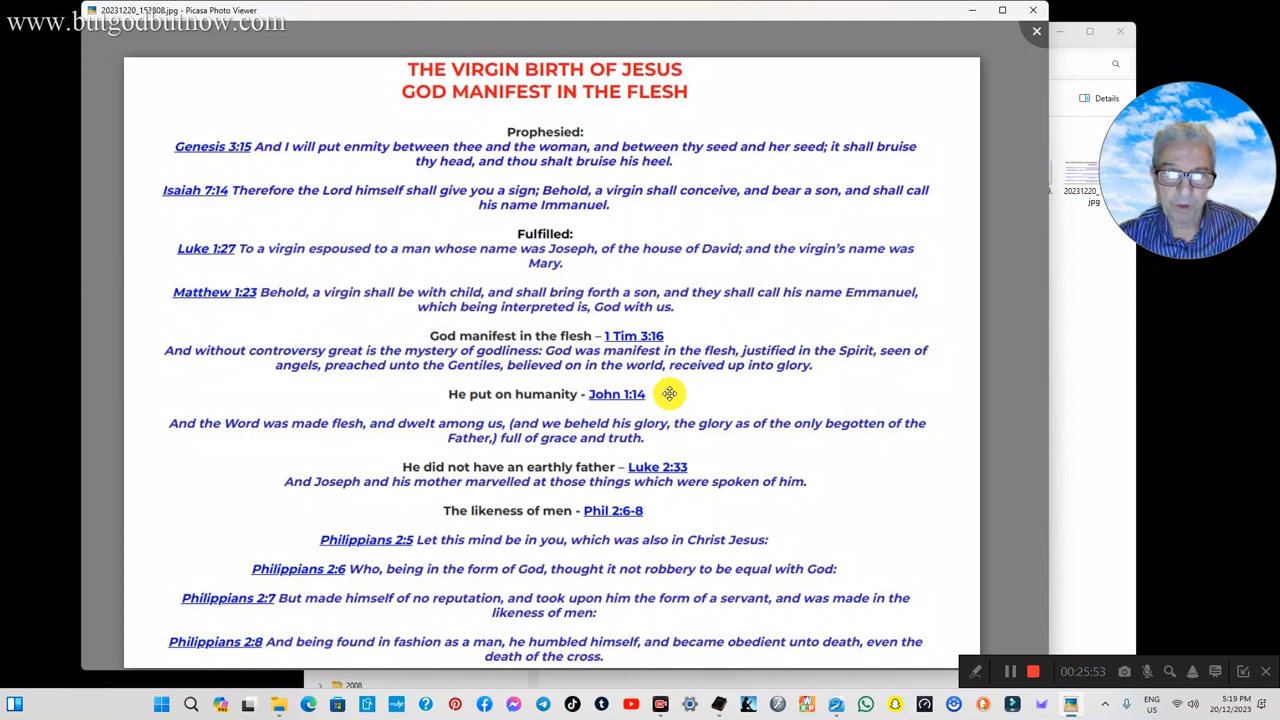 20231220_153808.jpg - Picasa Photo Viewer
www.butgodbutnow.com
THE VIRGIN BIRTH OF JESUS
GOD MANIFEST IN THE FLESH
Details
Prophesied:
Genesis 3:15 And I will put enmity between thee and the woman, and between thy seed and her seed; it shall bruise
thy head, and thou shalt bruise his heel.
Isaiah 7:14 Therefore the Lord himself shall give you a sign; Behold, a virgin shall conceive, and bear a son, and shall call
his name Immanuel.
jpg
Fulfilled:
Luke 1:27 To a virgin espoused to a man whose name was Joseph, of the house of David; and the virgin's name was
Mary.
Matthew 1:23 Behold, a virgin shall be with child, and shall bring forth a son, and they shall call his name Emmanuel,
which being interpreted is, God with us.
God manifest in the flesh – 1 Tim 3:16
And without controversy great is the mystery of godliness: God was manifest in the flesh, justified in the Spirit, seen of
angels, preached unto the Gentiles, believed on in the world, received up into glory.
He put on humanity - John 1:14
And the Word was made flesh, and dwelt among us, (and we beheld his glory, the glory as of the only begotten of the
Father,) full of grace and truth.
He did not have an earthly father – Luke 2:33
And Joseph and his mother marvelled at those things which were spoken of him.
The likeness of men - Phil 2:6-8
Philippians 2:5 Let this mind be in you, which was also in Christ Jesus:
Philippians 2:6 Who, being in the form of God, thought it not robbery to be equal with God:
Philippians 2:7 But made himself of no reputation, and took upon him the form of a servant, and was made in the
likeness of men:
Philippians 2:8 And being found in fashion as a man, he humbled himself, and became obedient unto death, even the
death of the cross.
00:25:53
2008
ENG
US
5:19 PM
20/12/2023